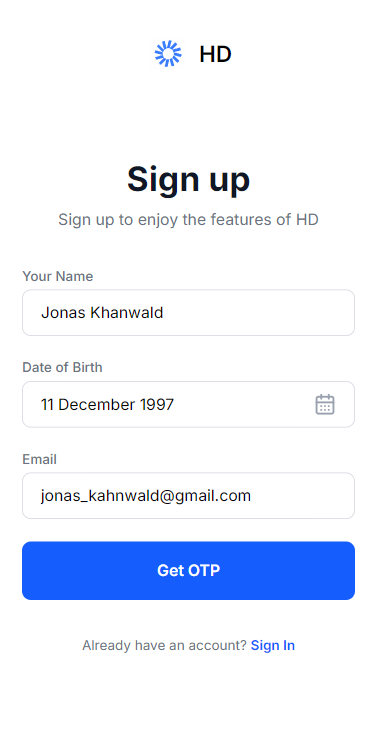 HD
Sign up
Sign up to enjoy the features of HD
Your Name
Jonas Khanwald
Date of Birth
11 December 1997
Email
jonas_kahnwald@gmail.com
Get OTP
Already have an account? Sign In